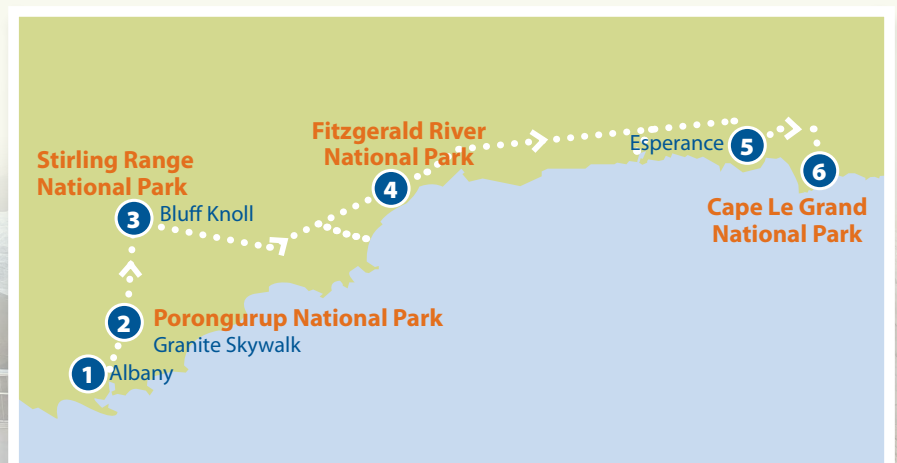 Fitzgerald River
National Park
Esperance
5
Stirling Range
National Park
4
6
3
Bluff Knoll
Cape Le Grand
National Park
2
Porongurup National Park
Granite Skywalk
1
Albany